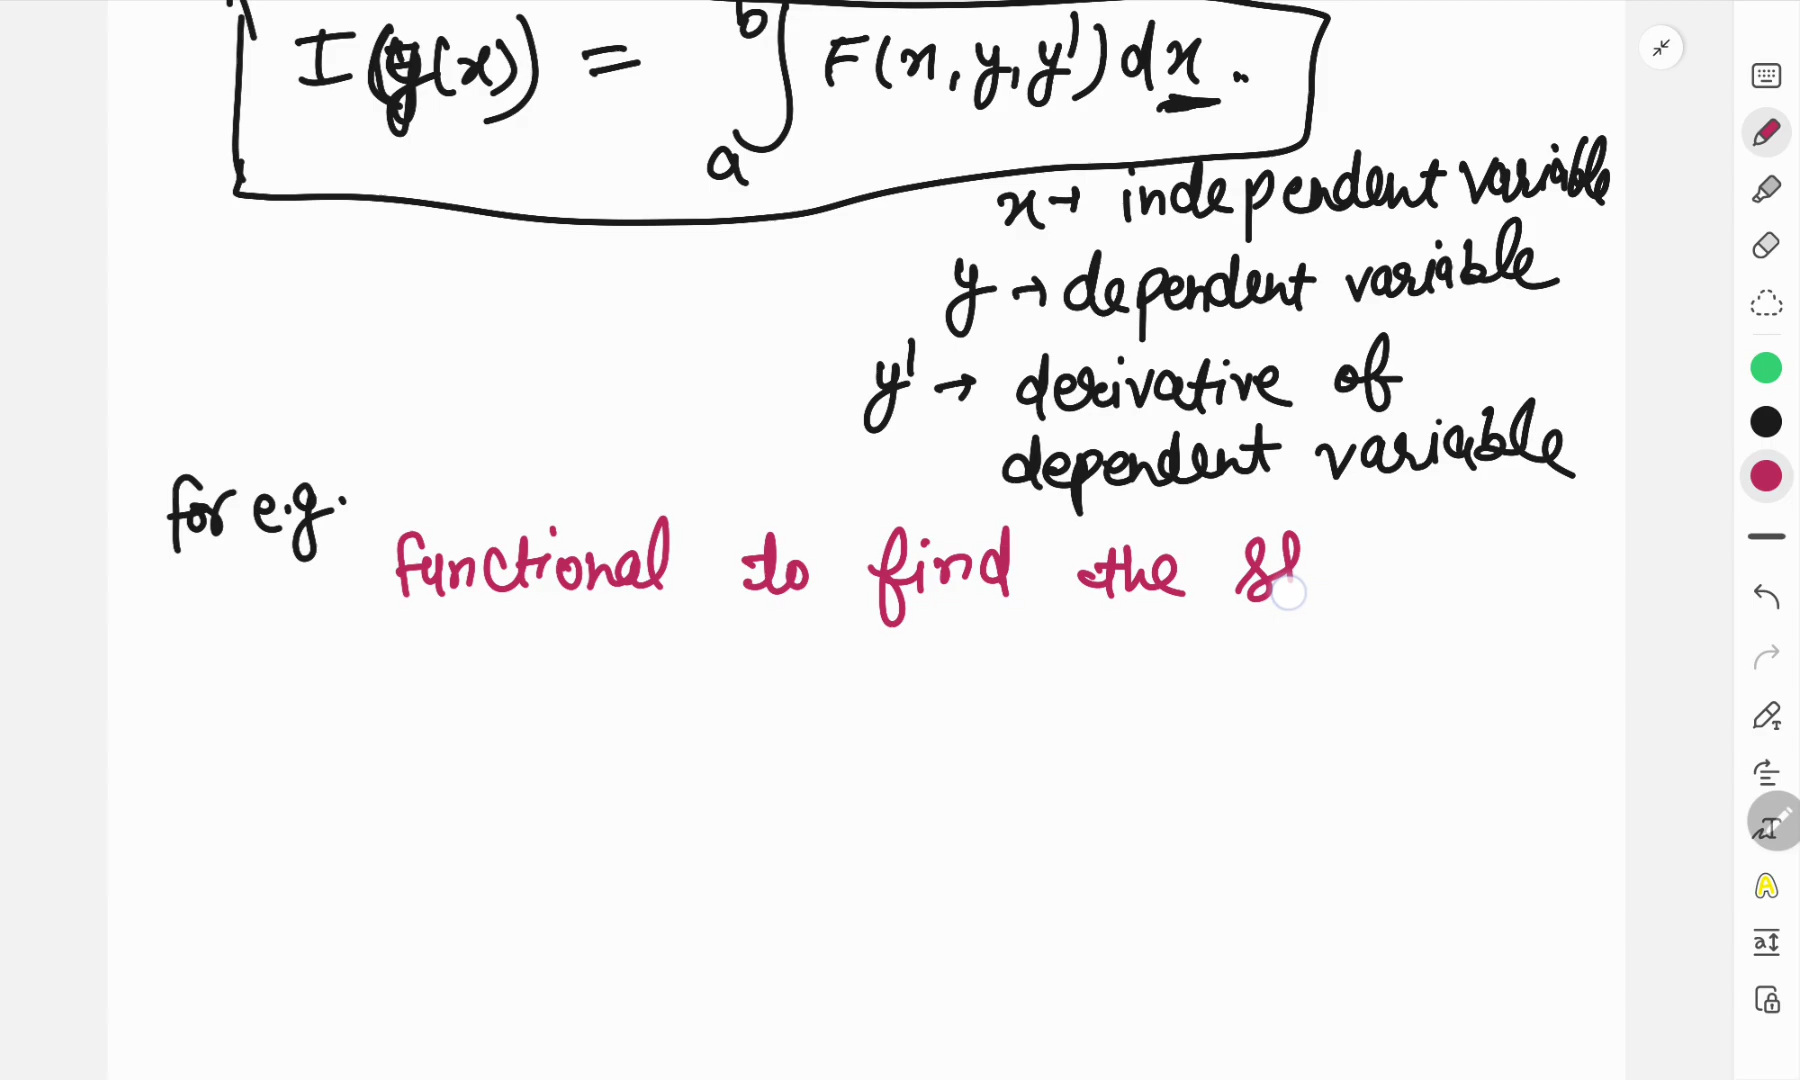 I(y(x)) = ∫ₐᵇ F(x, y, y') dx .
x → independent variable
y → dependent variable
y' → derivative of
dependent variable
for e.g.
functional to find the